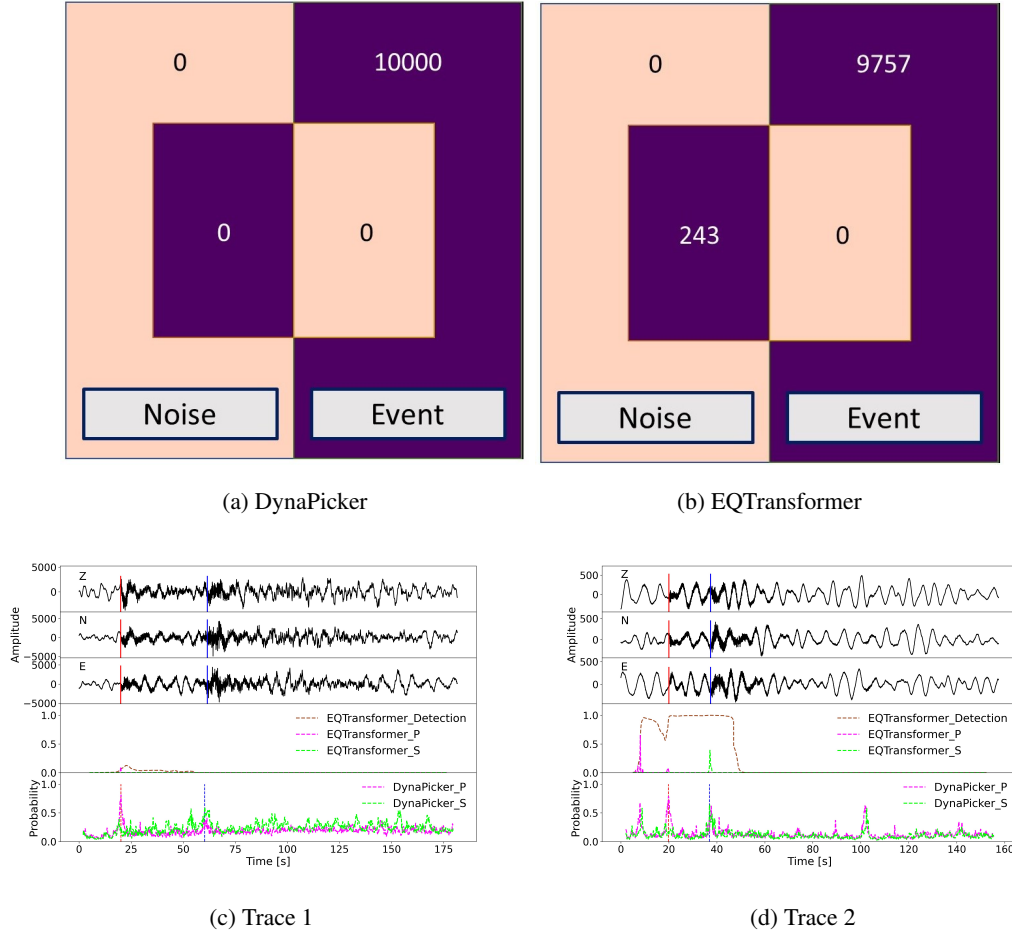 0
10000
0
0
Noise
Event
(a) DynaPicker
0
9757
243
0
Noise
Event
(b) EQTransformer
Amplitude
5000
0
Z
5000
0
−5000
N
5000
0
−5000
E
1.0
0.5
0.0
EQTransformer_Detection
EQTransformer_P
EQTransformer_S
Probability
1.0
0.5
0.0
DynaPicker_P
DynaPicker_S
0 25 50 75 100 125 150 175
Time [s]
(c) Trace 1
Amplitude
500
0
Z
500
0
N
500
0
E
1.0
0.5
0.0
EQTransformer_Detection
EQTransformer_P
EQTransformer_S
Probability
1.0
0.5
0.0
DynaPicker_P
DynaPicker_S
0 20 40 60 80 100 120 140 160
Time [s]
(d) Trace 2